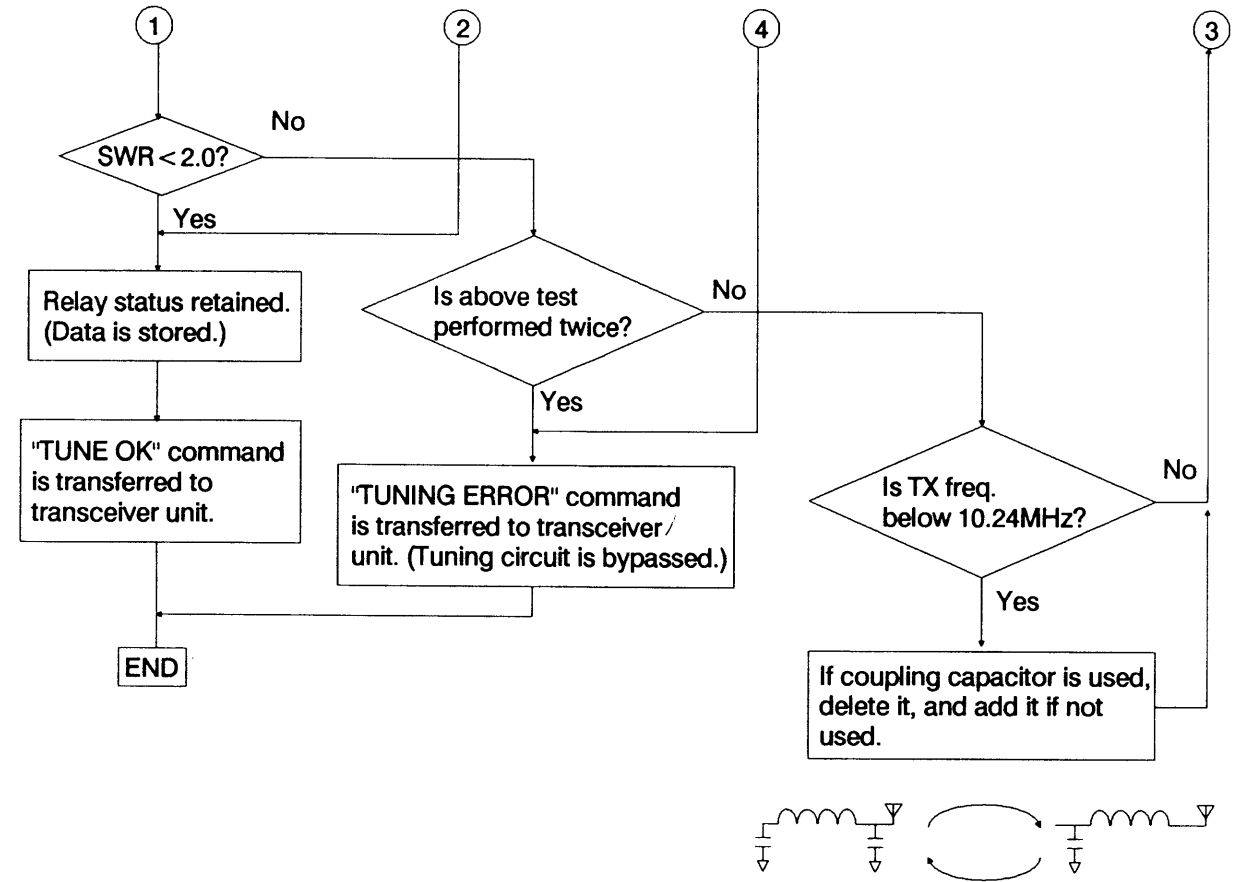 1
2
4
3
SWR < 2.0?
No
Yes
Relay status retained.
(Data is stored.)
"TUNE OK" command
is transferred to
transceiver unit.
END
Is above test
performed twice?
No
Yes
"TUNING ERROR" command
is transferred to transceiver
unit. (Tuning circuit is bypassed.)
Is TX freq.
below 10.24MHz?
No
Yes
If coupling capacitor is used,
delete it, and add it if not
used.